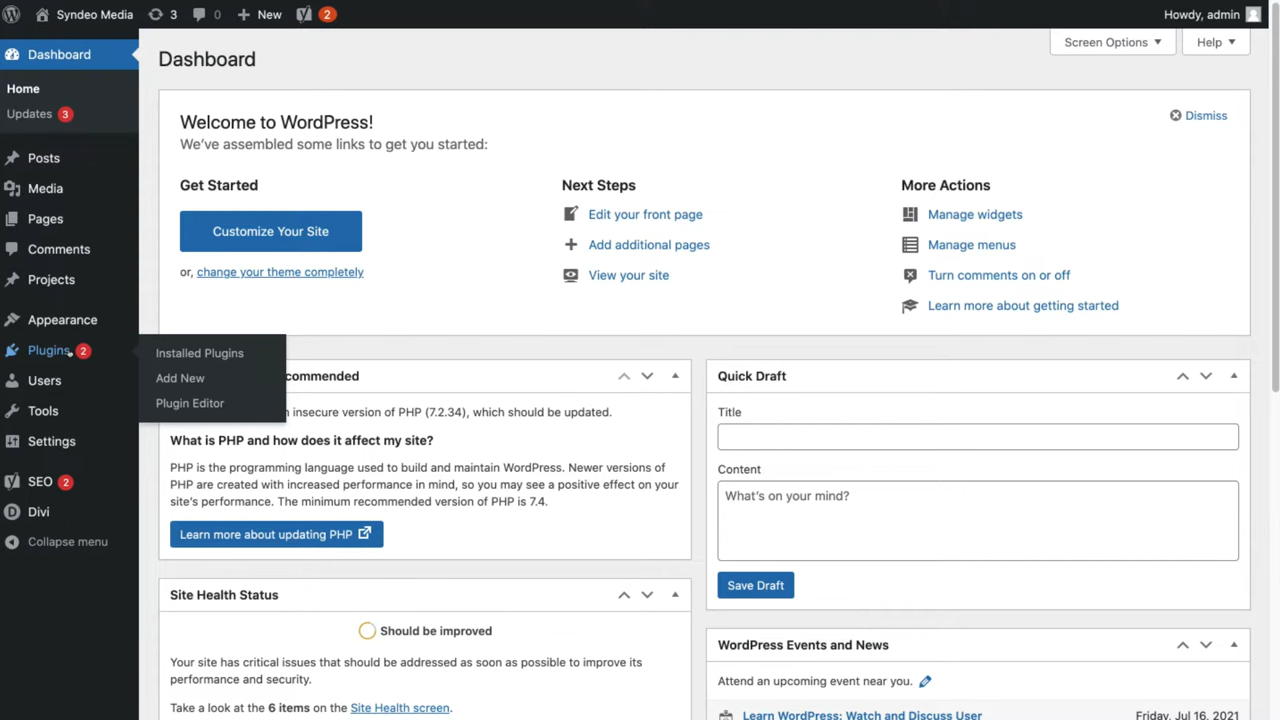 Syndeo Media 3 0 New 2 Howdy, admin
Dashboard
Home
Updates 3
Posts
Media
Pages
Comments
Projects
Appearance
Plugins 2
Users
Tools
Settings
SEO 2
Divi
Collapse menu
Installed Plugins
Add New
Plugin Editor
Screen Options Help
Dashboard
Welcome to WordPress!
Dismiss
We've assembled some links to get you started:
Get Started
Customize Your Site
or, change your theme completely
Next Steps
Edit your front page
Add additional pages
View your site
More Actions
Manage widgets
Manage menus
Turn comments on or off
Learn more about getting started
commended
insecure version of PHP (7.2.34), which should be updated.
What is PHP and how does it affect my site?
PHP is the programming language used to build and maintain WordPress. Newer versions of
PHP are created with increased performance in mind, so you may see a positive effect on your
site's performance. The minimum recommended version of PHP is 7.4.
Learn more about updating PHP
Site Health Status
Should be improved
Your site has critical issues that should be addressed as soon as possible to improve its
performance and security.
Take a look at the 6 items on the Site Health screen.
Quick Draft
Title
Content
What's on your mind?
Save Draft
WordPress Events and News
Attend an upcoming event near you.
Learn WordPress: Watch and Discuss User Friday, Jul 16, 2021